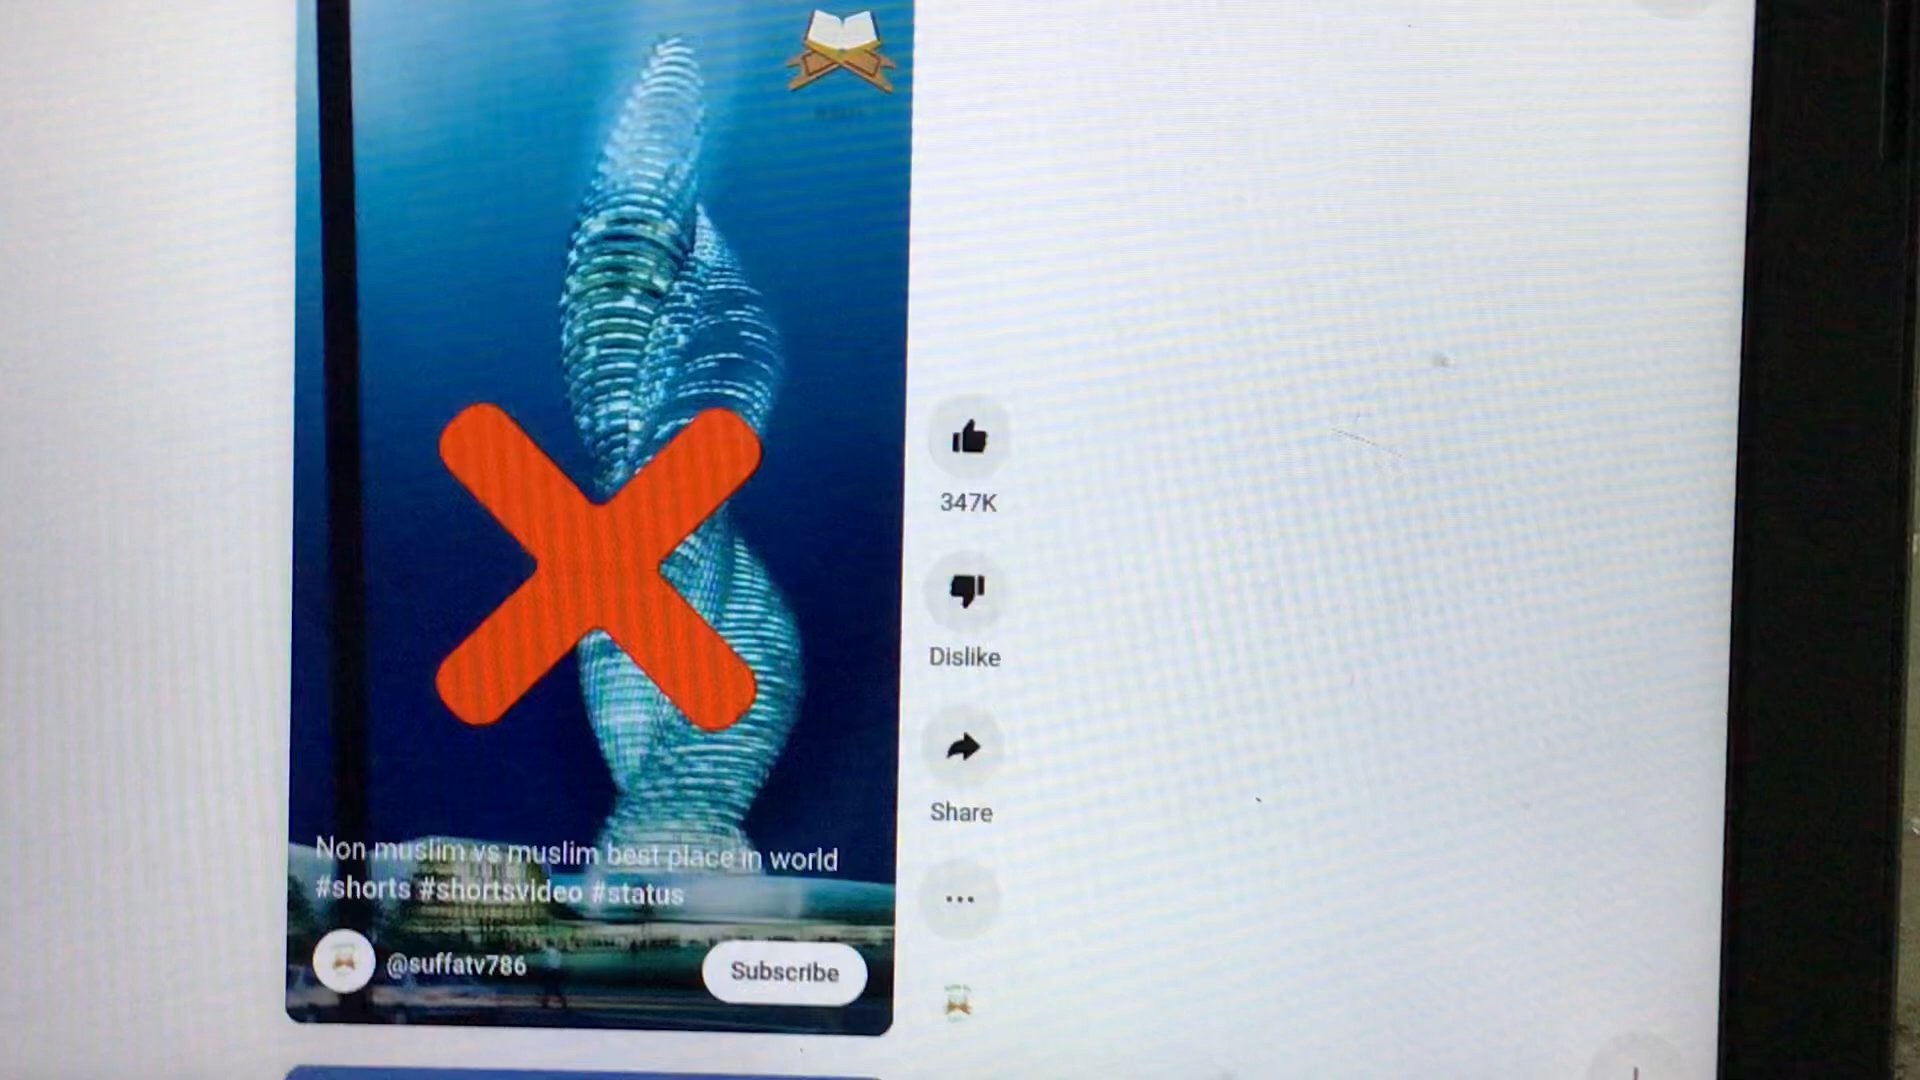 347K
Dislike
Share
Non muslim vs muslim best place in world
#shorts #shortsvideo #status
@suffatv786
Subscribe